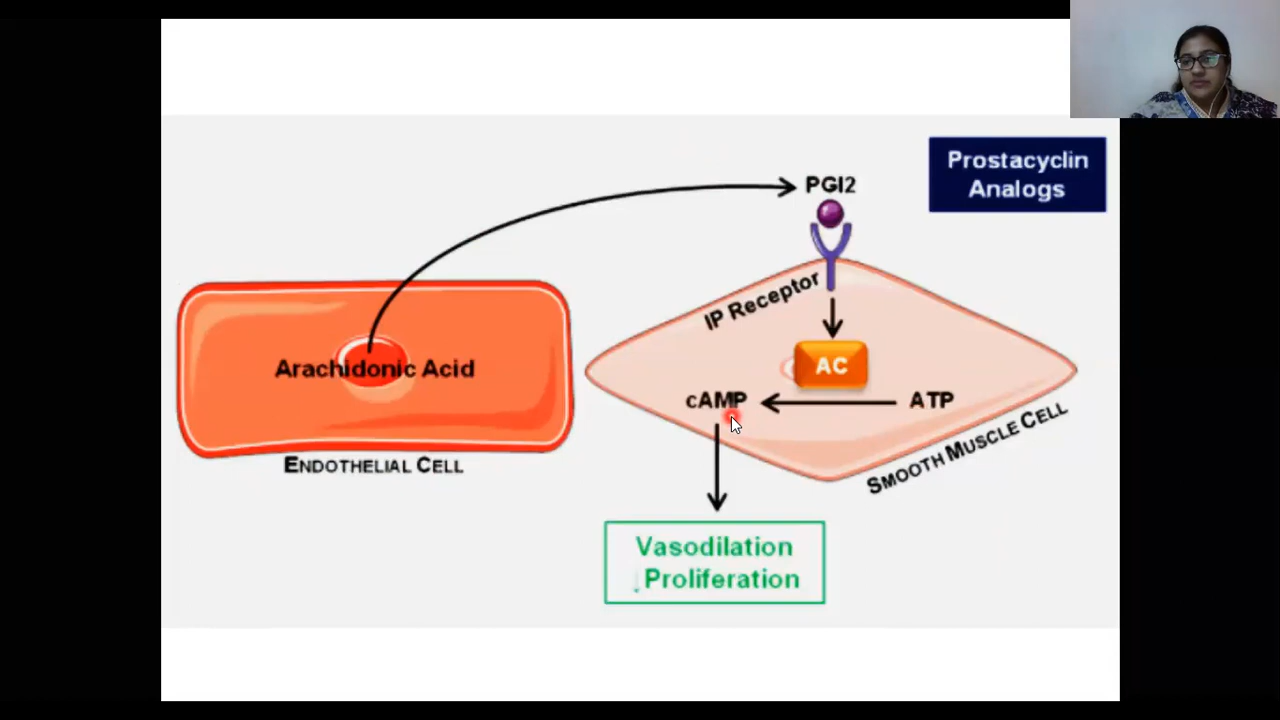 Prostacyclin
Analogs
PGI2
IP Receptor
AC
Arachidonic Acid
cAMP
ATP
ENDOTHELIAL CELL
SMOOTH MUSCLE CELL
Vasodilation
↓Proliferation